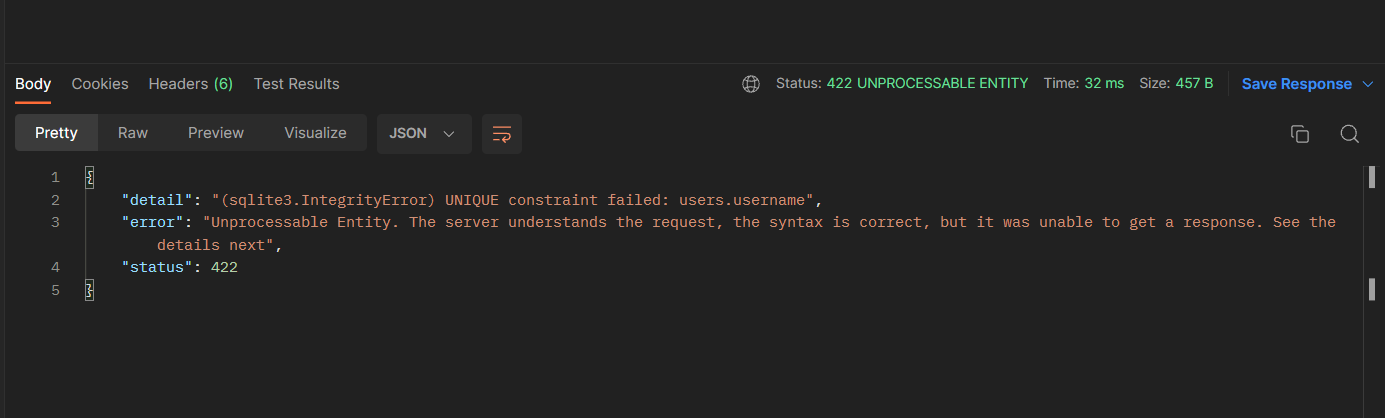 Body Cookies Headers (6) Test Results Status: 422 UNPROCESSABLE ENTITY Time: 32 ms Size: 457 B Save Response
Pretty Raw Preview Visualize JSON
1 {
2 "detail": "(sqlite3.IntegrityError) UNIQUE constraint failed: users.username",
3 "error": "Unprocessable Entity. The server understands the request, the syntax is correct, but it was unable to get a response. See the
details next",
4 "status": 422
5 }